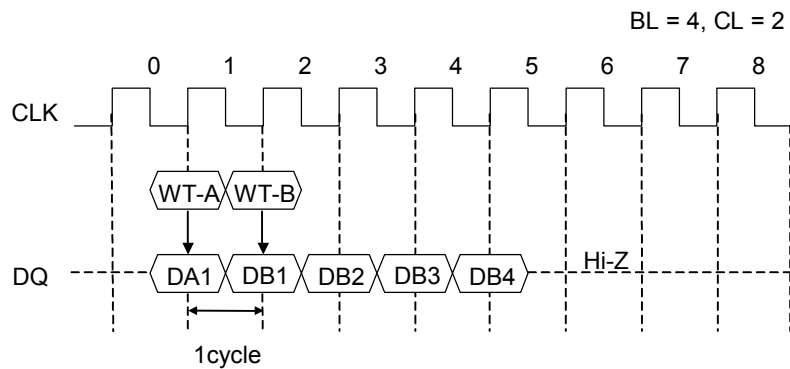 BL = 4, CL = 2
0 1 2 3 4 5 6 7 8
CLK
WT-A WT-B
DQ DA1 DB1 DB2 DB3 DB4 Hi-Z
1cycle